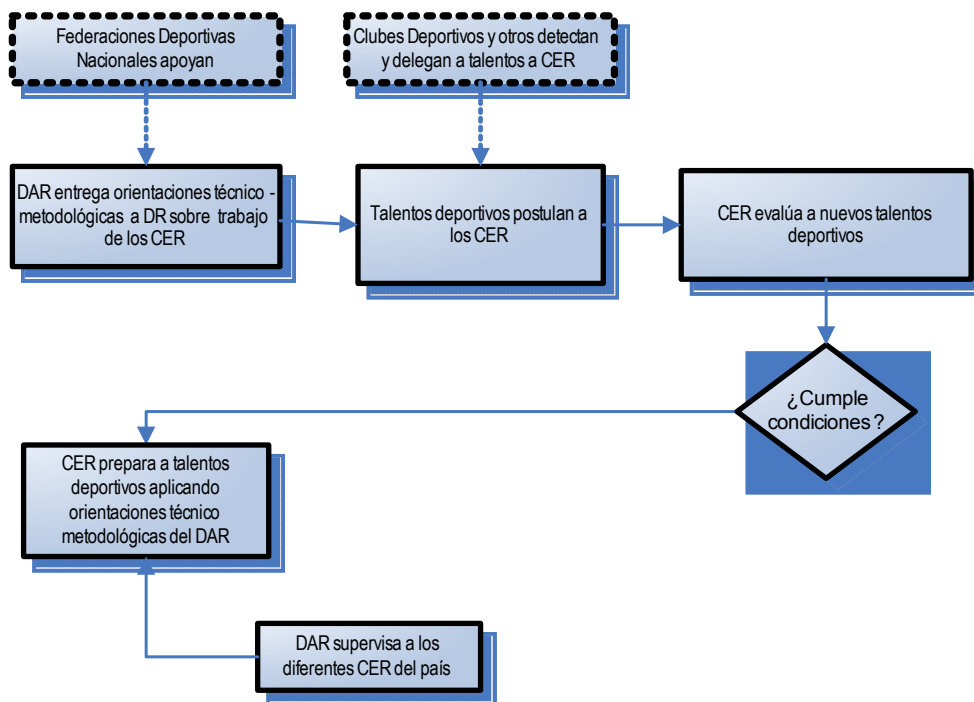 Federaciones Deportivas
Nacionales apoyan
Clubes Deportivos y otros detectan
y delegan a talentos a CER
DAR entrega orientaciones técnico -
metodológicas a DR sobre trabajo
de los CER
Talentos deportivos postulan a
los CER
CER evalúa a nuevos talentos
deportivos
¿Cumple
condiciones ?
CER prepara a talentos
deportivos aplicando
orientaciones técnico
metodológicas del DAR
DAR supervisa a los
diferentes CER del país